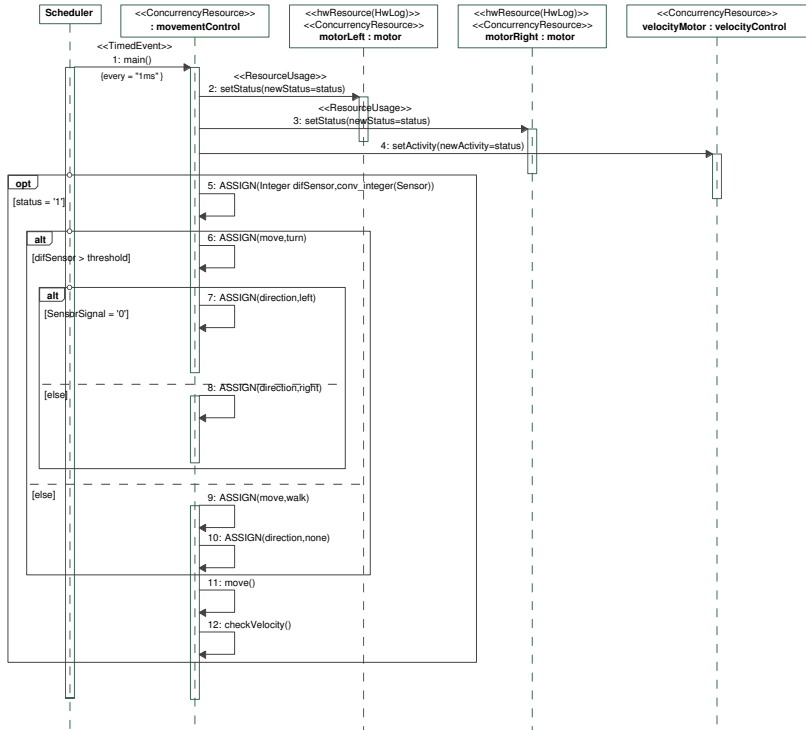 Scheduler
<<ConcurrencyResource>>
: movementControl
<<hwResource(HwLog)>>
<<ConcurrencyResource>>
motorLeft : motor
<<hwResource(HwLog)>>
<<ConcurrencyResource>>
motorRight : motor
<<ConcurrencyResource>>
velocityMotor : velocityControl
<<TimedEvent>>
1: main()
{every = "1ms" }
<<ResourceUsage>>
2: setStatus(newStatus=status)
<<ResourceUsage>>
3: setStatus(newStatus=status)
4: setActivity(newActivity=status)
opt
[status = '1']
5: ASSIGN(Integer difSensor,conv_integer(Sensor))
alt
[difSensor > threshold]
6: ASSIGN(move,turn)
alt
[SensorSignal = '0']
7: ASSIGN(direction,left)
[else]
8: ASSIGN(direction,right)
[else]
9: ASSIGN(move,walk)
10: ASSIGN(direction,none)
11: move()
12: checkVelocity()